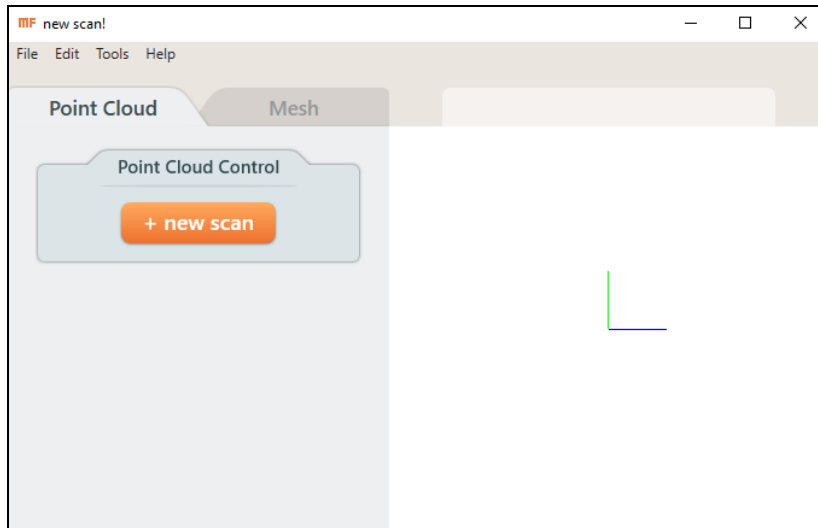 MF new scan!
File Edit Tools Help
Point Cloud Mesh
Point Cloud Control
+ new scan